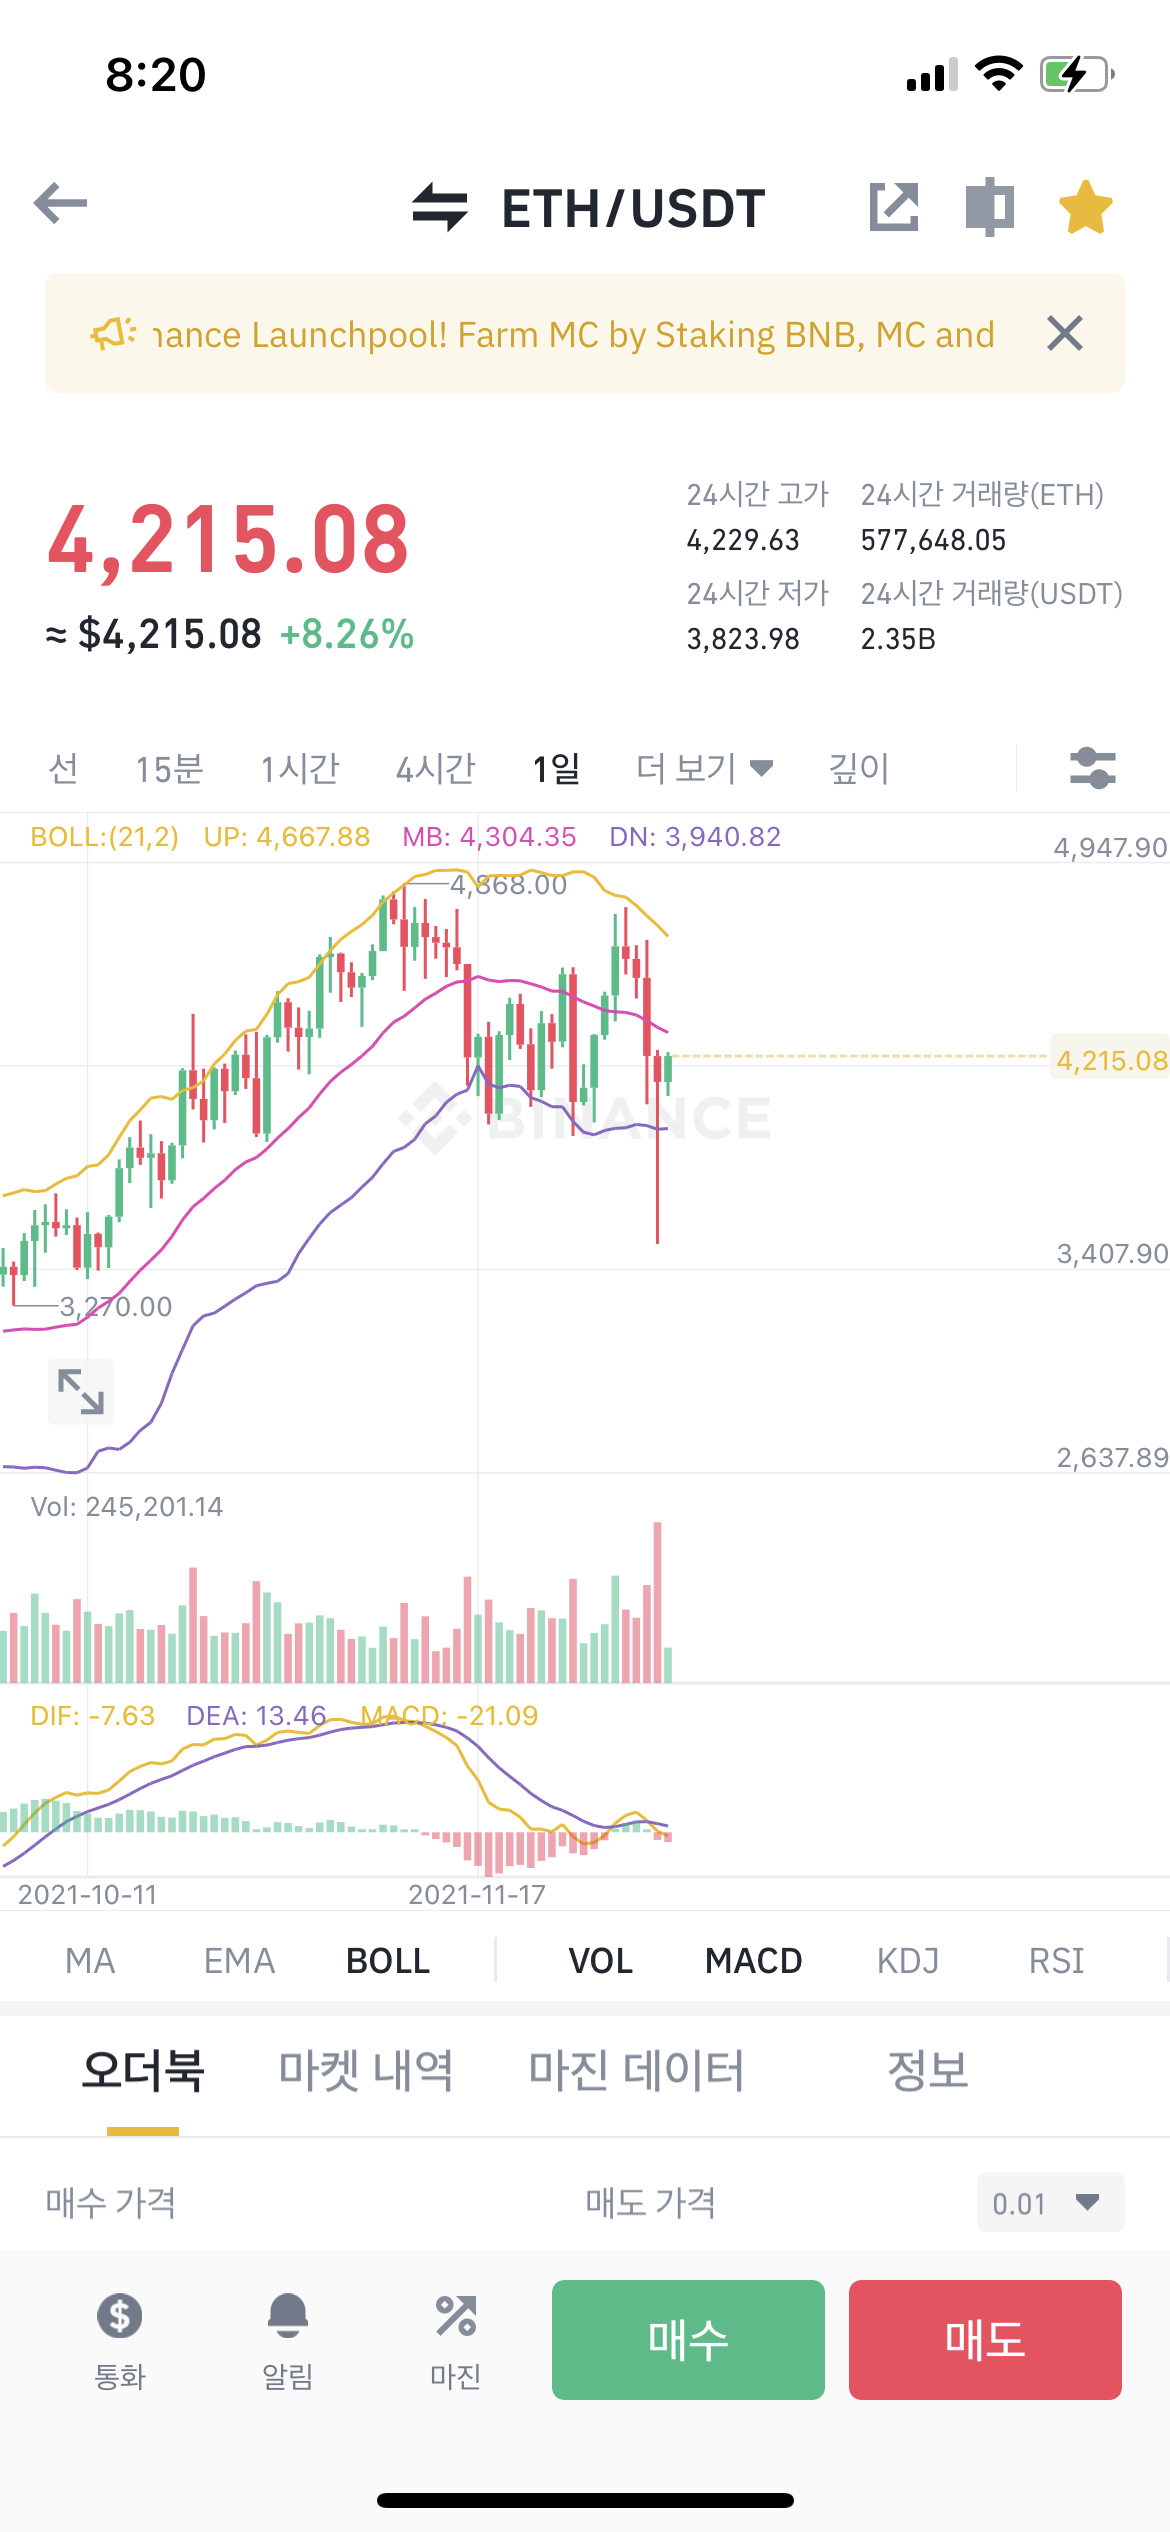 8:20
ETH/USDT
nance Launchpool! Farm MC by Staking BNB, MC and
4,215.08
≈ $4,215.08 +8.26%
24시간 고가
4,229.63
24시간 저가
3,823.98
24시간 거래량(ETH)
577,648.05
24시간 거래량(USDT)
2.35B
선 15분 1시간 4시간 1일 더 보기 깊이
BOLL:(21,2) UP: 4,667.88 MB: 4,304.35 DN: 3,940.82
4,947.90
4,868.00
4,215.08
BINANCE
3,407.90
3,270.00
2,637.89
Vol: 245,201.14
DIF: -7.63 DEA: 13.46 MACD: -21.09
2021-10-11 2021-11-17
MA EMA BOLL VOL MACD KDJ RSI
오더북 마켓 내역 마진 데이터 정보
매수 가격 매도 가격 0.01
통화 알림 마진 매수 매도